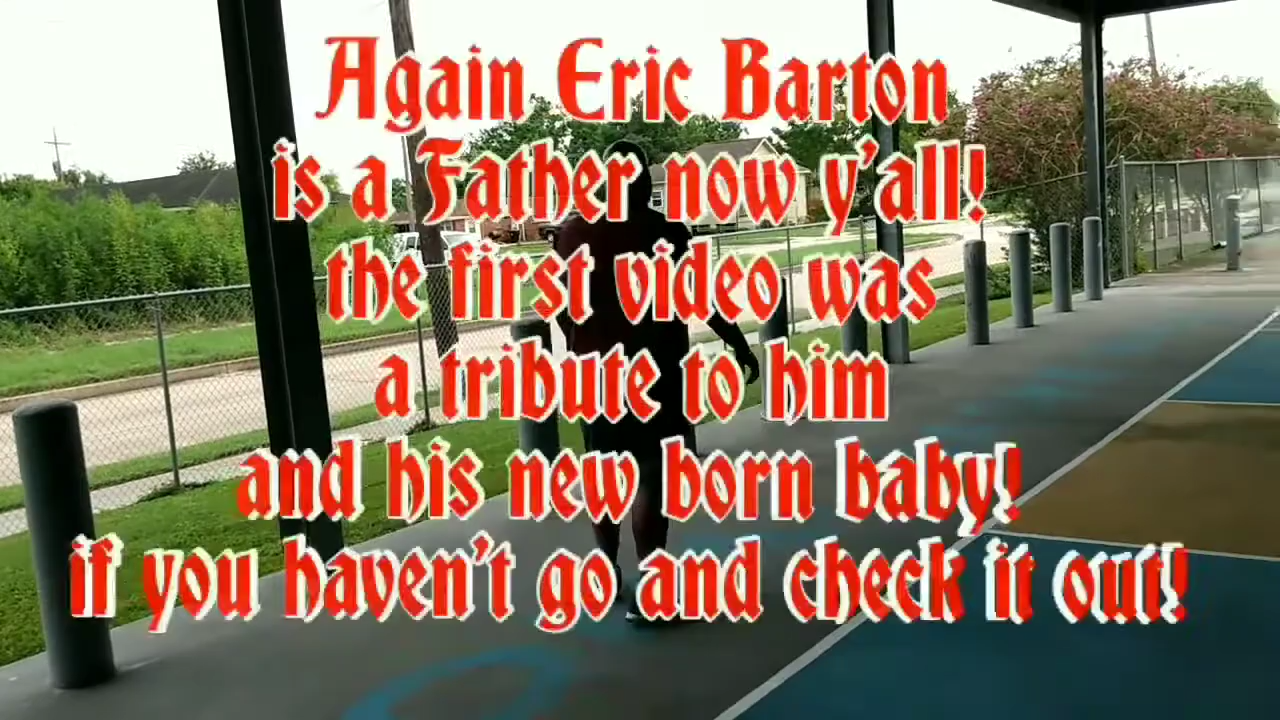 Again Eric Barton
is a Father now y'all!
the first video was
a tribute to him
and his new born baby!
if you haven't go and check it out!